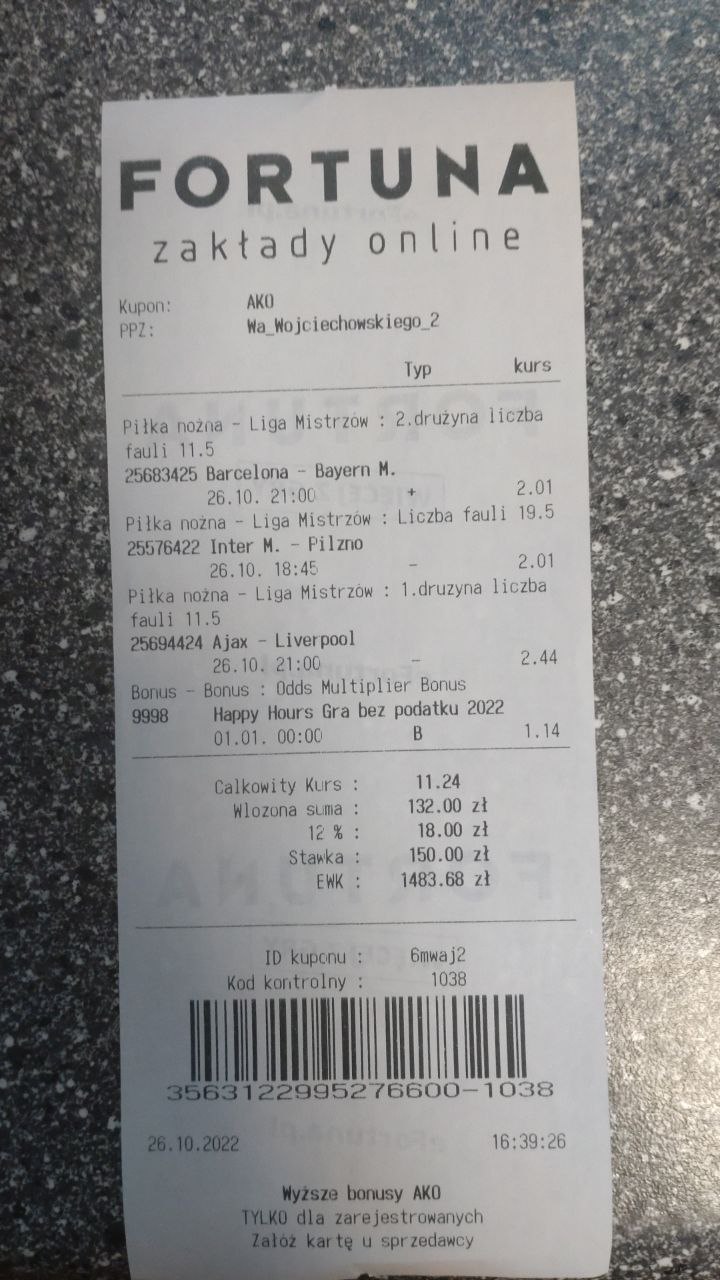 FORTUNA
zakłady online
Kupon: AKO
PPZ: Wa_Wojciechowskiego_2
Typ kurs
Piłka nożna - Liga Mistrzów : 2.drużyna liczba
fauli 11.5
25683425 Barcelona - Bayern M.
26.10. 21:00 + 2.01
Piłka nożna - Liga Mistrzów : Liczba fauli 19.5
25576422 Inter M. - Pilzno
26.10. 18:45 - 2.01
Piłka nożna - Liga Mistrzów : 1.druzyna liczba
fauli 11.5
25694424 Ajax - Liverpool
26.10. 21:00 - 2.44
Bonus - Bonus : Odds Multiplier Bonus
9998 Happy Hours Gra bez podatku 2022
01.01. 00:00 B 1.14
Calkowity Kurs : 11.24
Wlozona suma : 132.00 zł
12 % : 18.00 zł
Stawka : 150.00 zł
EWK : 1483.68 zł
ID kuponu : 6mwaj2
Kod kontrolny : 1038
3563122995276600-1038
26.10.2022 16:39:26
Wyższe bonusy AKO
TYLKO dla zarejestrowanych
Załóż kartę u sprzedawcy